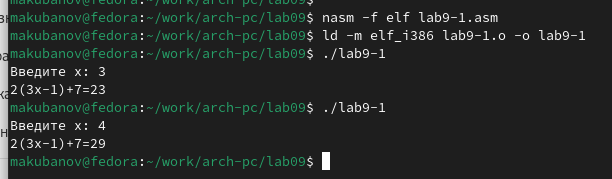 makubanov@fedora:~/work/arch-pc/lab09$ nasm -f elf lab9-1.asm
makubanov@fedora:~/work/arch-pc/lab09$ ld -m elf_i386 lab9-1.o -o lab9-1
makubanov@fedora:~/work/arch-pc/lab09$ ./lab9-1
Введите x: 3
2(3x-1)+7=23
makubanov@fedora:~/work/arch-pc/lab09$ ./lab9-1
Введите x: 4
2(3x-1)+7=29
makubanov@fedora:~/work/arch-pc/lab09$